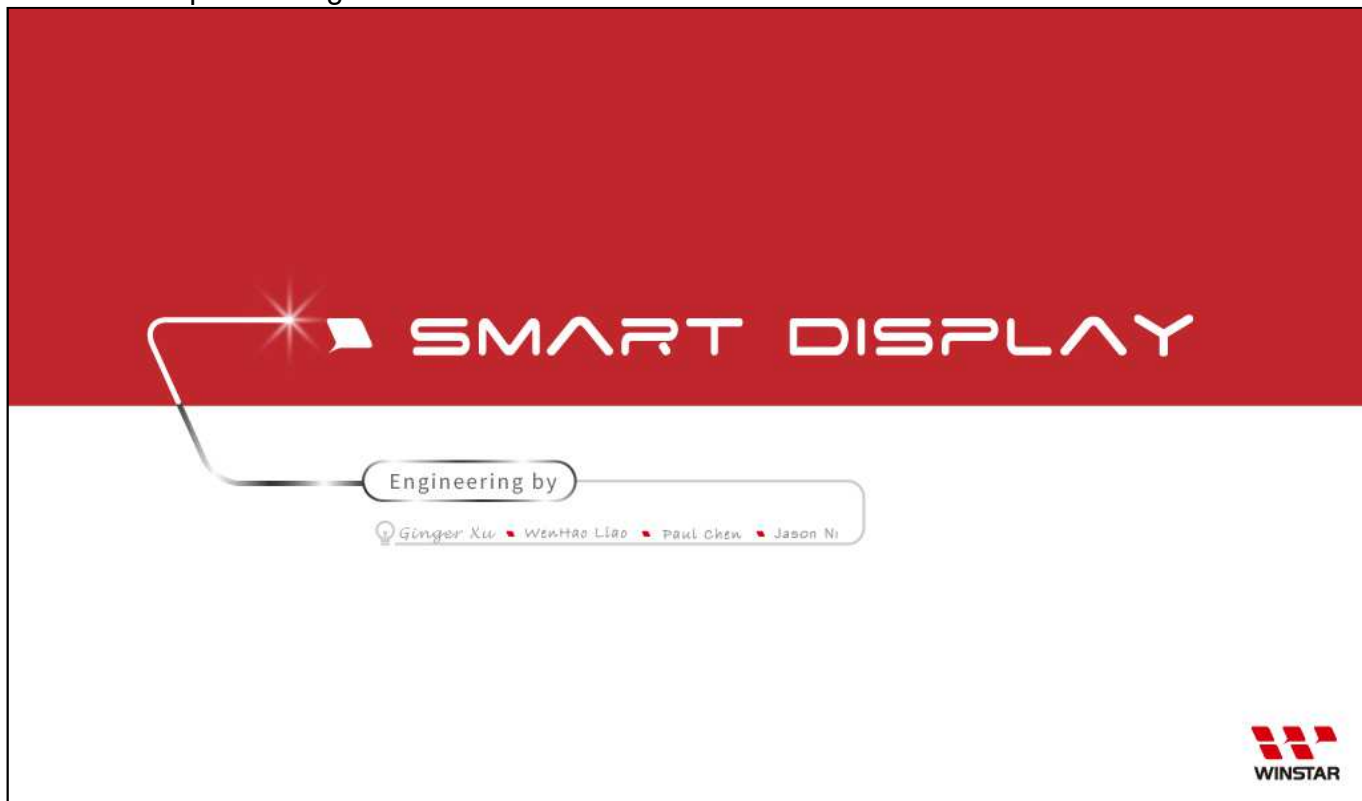 SMART DISPLAY
Engineering by
Ginger Xu ▪ WenHao Liao ▪ Paul Chen ▪ Jason Ni
WINSTAR